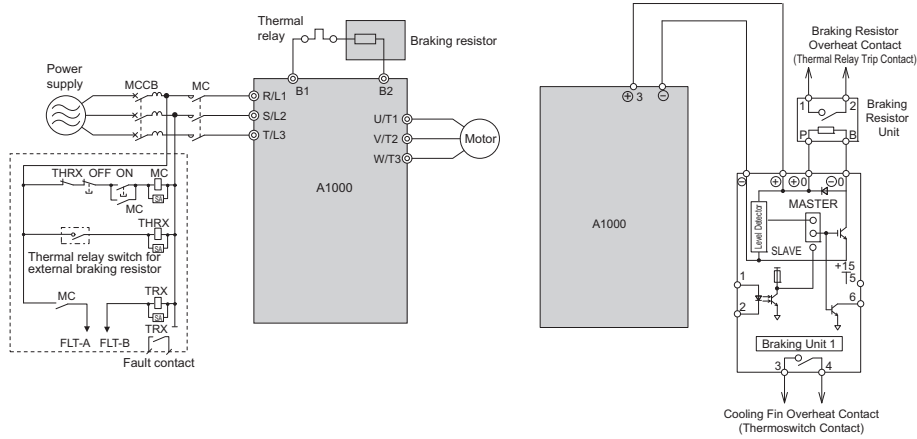 Thermal
relay
Braking resistor
Power
supply
MCCB
MC
B1
B2
R/L1
S/L2
T/L3
U/T1
V/T2
W/T3
Motor
A1000
THRX OFF ON MC
SA
MC
THRX
SA
Thermal relay switch for
external braking resistor
MC
TRX
SA
TRX
FLT-A FLT-B
Fault contact
⊕ 3 ⊖
A1000
Braking Resistor
Overheat Contact
(Thermal Relay Trip Contact)
1 2
P B
Braking
Resistor
Unit
⊖ ⊕ ⊕0 ⊖0
MASTER
Level Detector
SLAVE
+15
5
1
2
6
Braking Unit 1
3 4
Cooling Fin Overheat Contact
(Thermoswitch Contact)